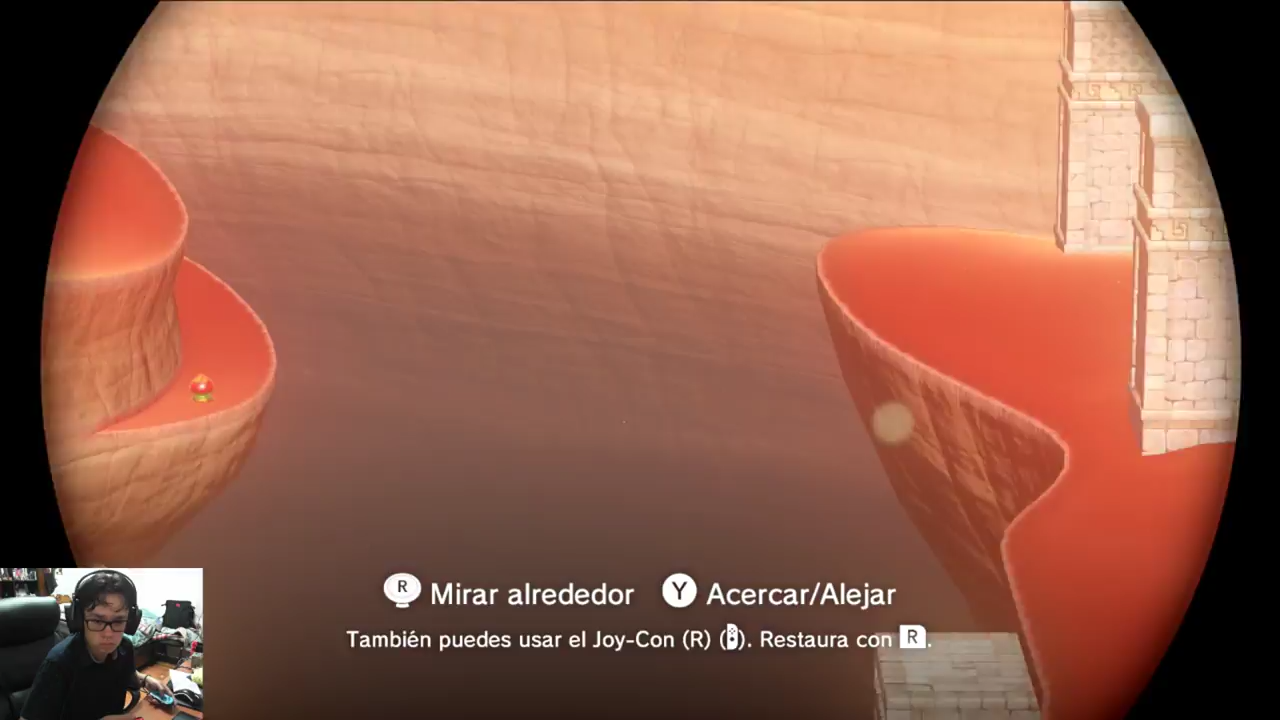 R Mirar alrededor Y Acercar/Alejar
También puedes usar el Joy-Con (R) (). Restaura con R.